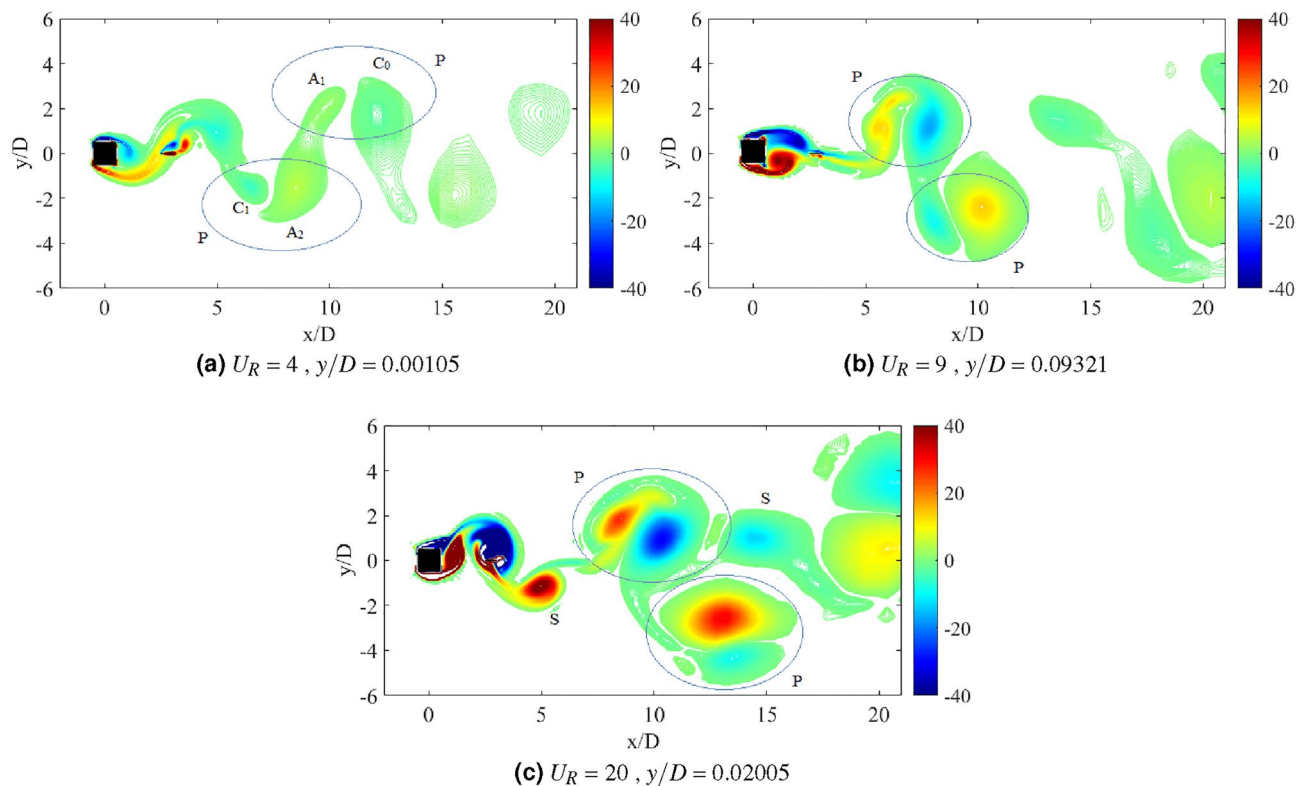 6
4
2
0
-2
-4
-6
y/D
0 5 10 15 20
x/D
A1 C0 P
C1 A2 P
40
20
0
-20
-40
(a) U_R = 4 , y/D = 0.00105
6
4
2
0
-2
-4
-6
y/D
0 5 10 15 20
x/D
P
P
40
20
0
-20
-40
(b) U_R = 9 , y/D = 0.09321
6
4
2
0
-2
-4
-6
y/D
0 5 10 15 20
x/D
P
S
S
P
40
20
0
-20
-40
(c) U_R = 20 , y/D = 0.02005